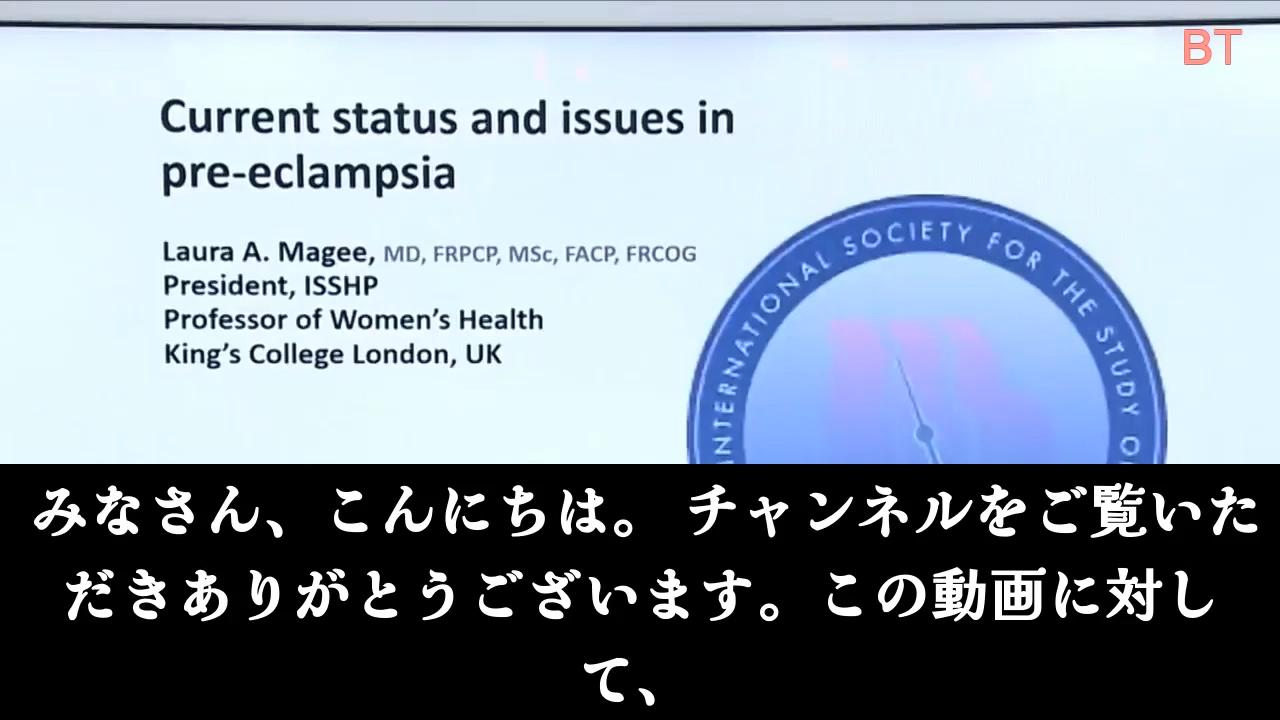 BT
Current status and issues in
pre-eclampsia
Laura A. Magee, MD, FRPCP, MSc, FACP, FRCOG
President, ISSHP
Professor of Women's Health
King's College London, UK
INTERNATIONAL SOCIETY FOR THE STUDY
みなさん、こんにちは。 チャンネルをご覧いた
だきありがとうございます。この動画に対し
て、